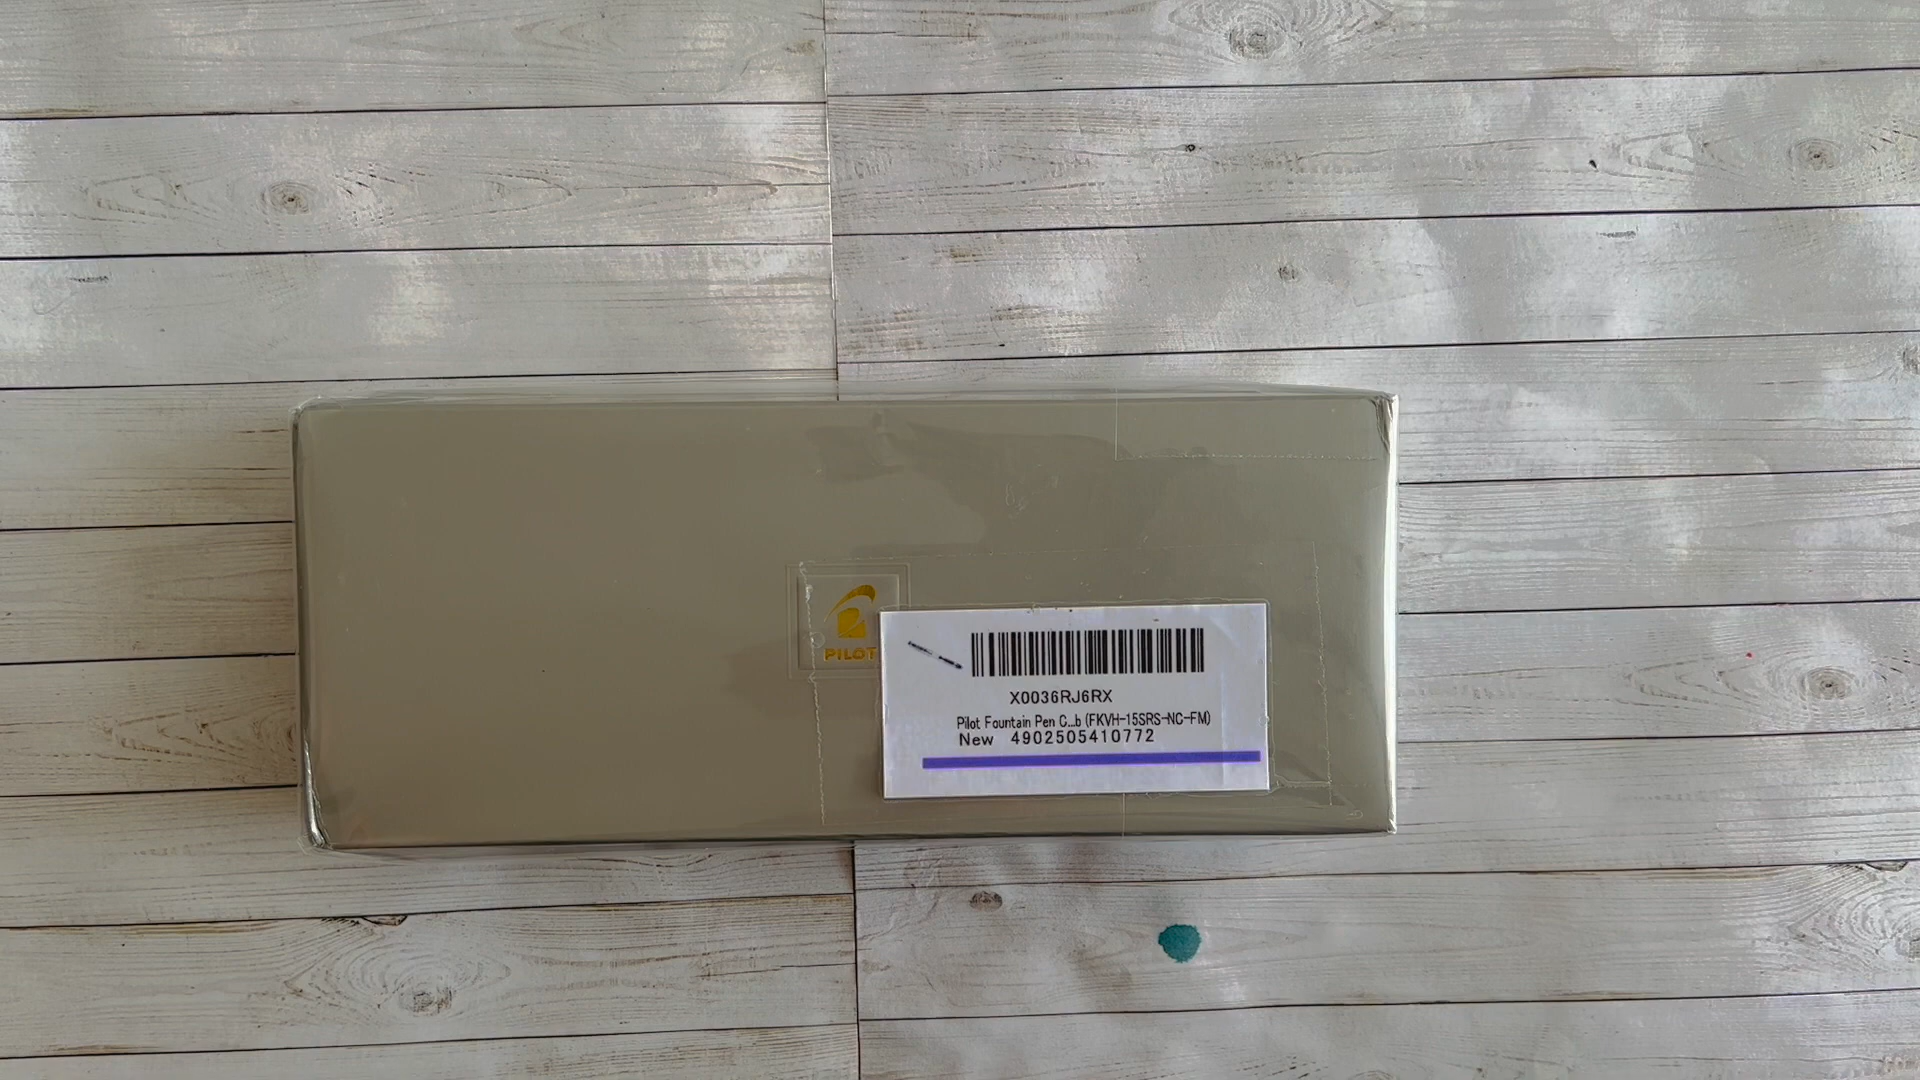 PILOT
X0036RJ6RX
Pilot Fountain Pen C...b (FKVH-15SRS-NC-FM)
New 4902505410772